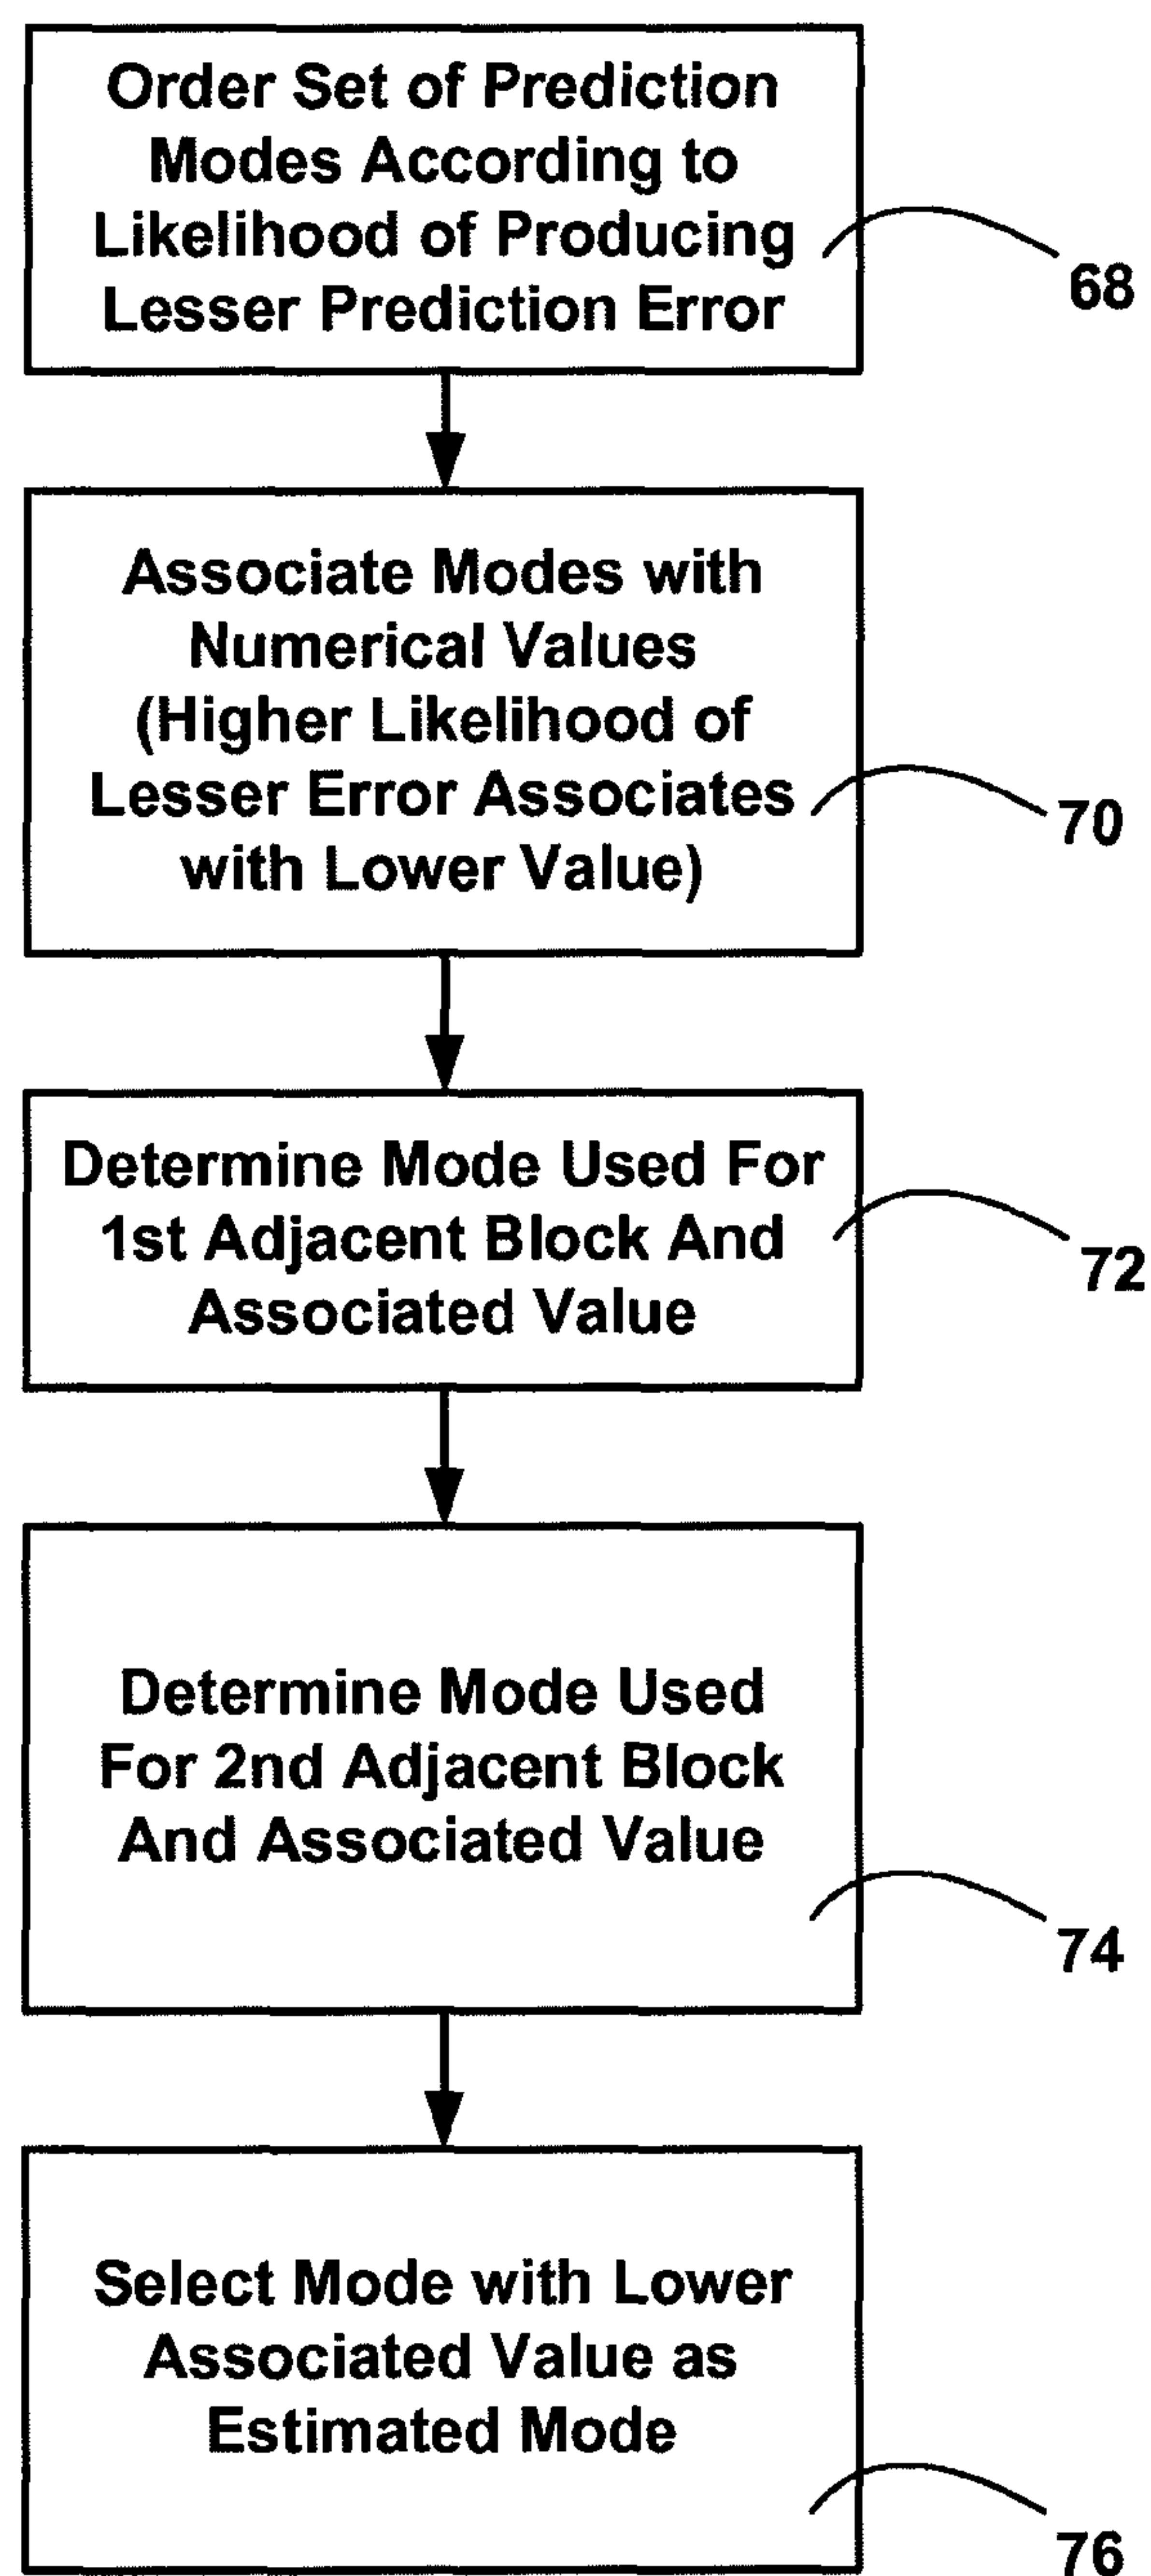 Order Set of Prediction
Modes According to
Likelihood of Producing
Lesser Prediction Error
68
Associate Modes with
Numerical Values
(Higher Likelihood of
Lesser Error Associates
with Lower Value)
70
Determine Mode Used For
1st Adjacent Block And
Associated Value
72
Determine Mode Used
For 2nd Adjacent Block
And Associated Value
74
Select Mode with Lower
Associated Value as
Estimated Mode
76